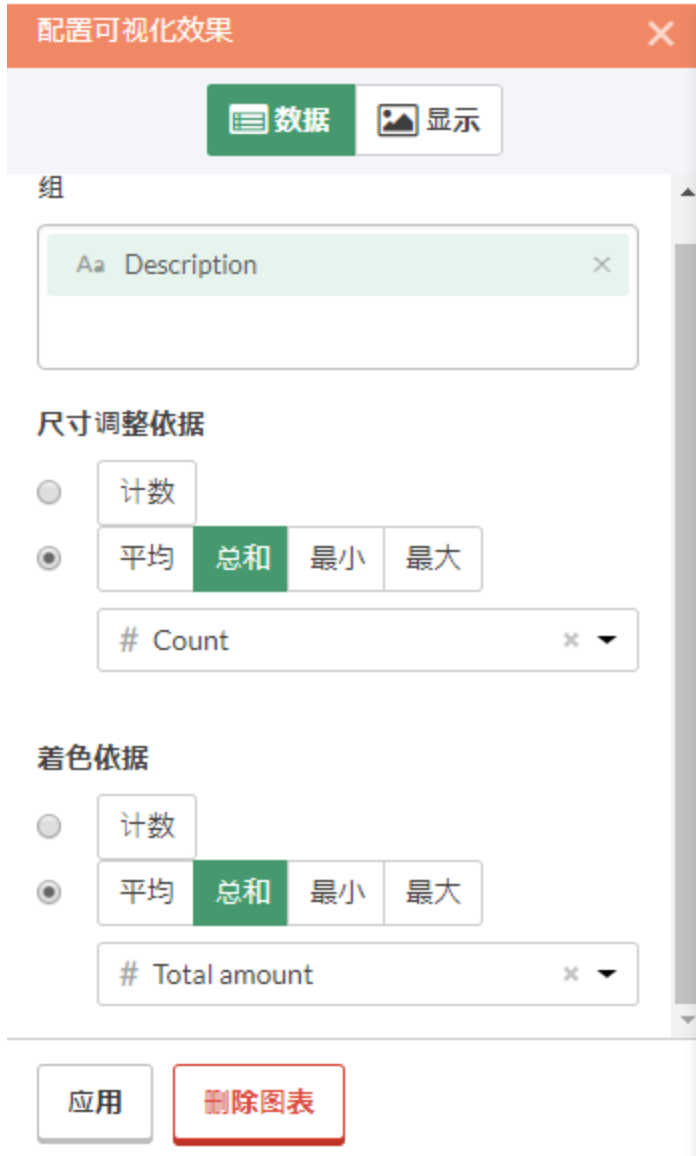 配置可视化效果
数据 显示
组
Aa Description
尺寸调整依据
计数
平均 总和 最小 最大
# Count
着色依据
计数
平均 总和 最小 最大
# Total amount
应用 删除图表